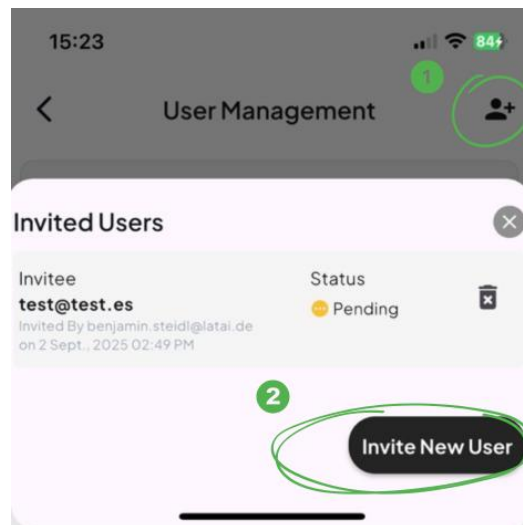 15:23
84
1
User Management
Invited Users
Invitee
Status
test@test.es
Pending
Invited By benjamin.steidl@latai.de
on 2 Sept., 2025 02:49 PM
2
Invite New User